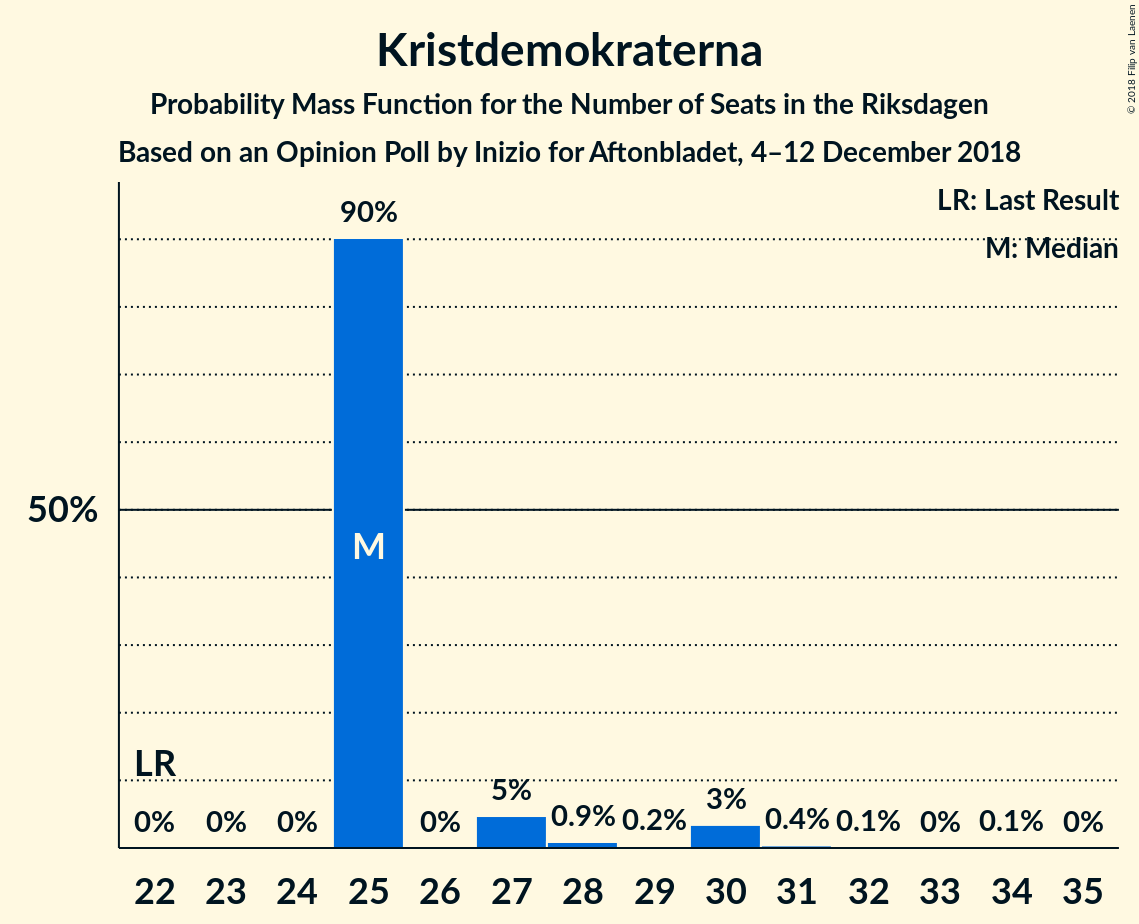 Kristdemokraterna
Probability Mass Function for the Number of Seats in the Riksdagen
Based on an Opinion Poll by Inizio for Aftonbladet, 4–12 December 2018
© 2018 Filip van Laenen
LR: Last Result
M: Median
90%
50%
M
LR
0% 0% 0% 0% 5% 0.9% 0.2% 3% 0.4% 0.1% 0% 0.1% 0%
22 23 24 25 26 27 28 29 30 31 32 33 34 35